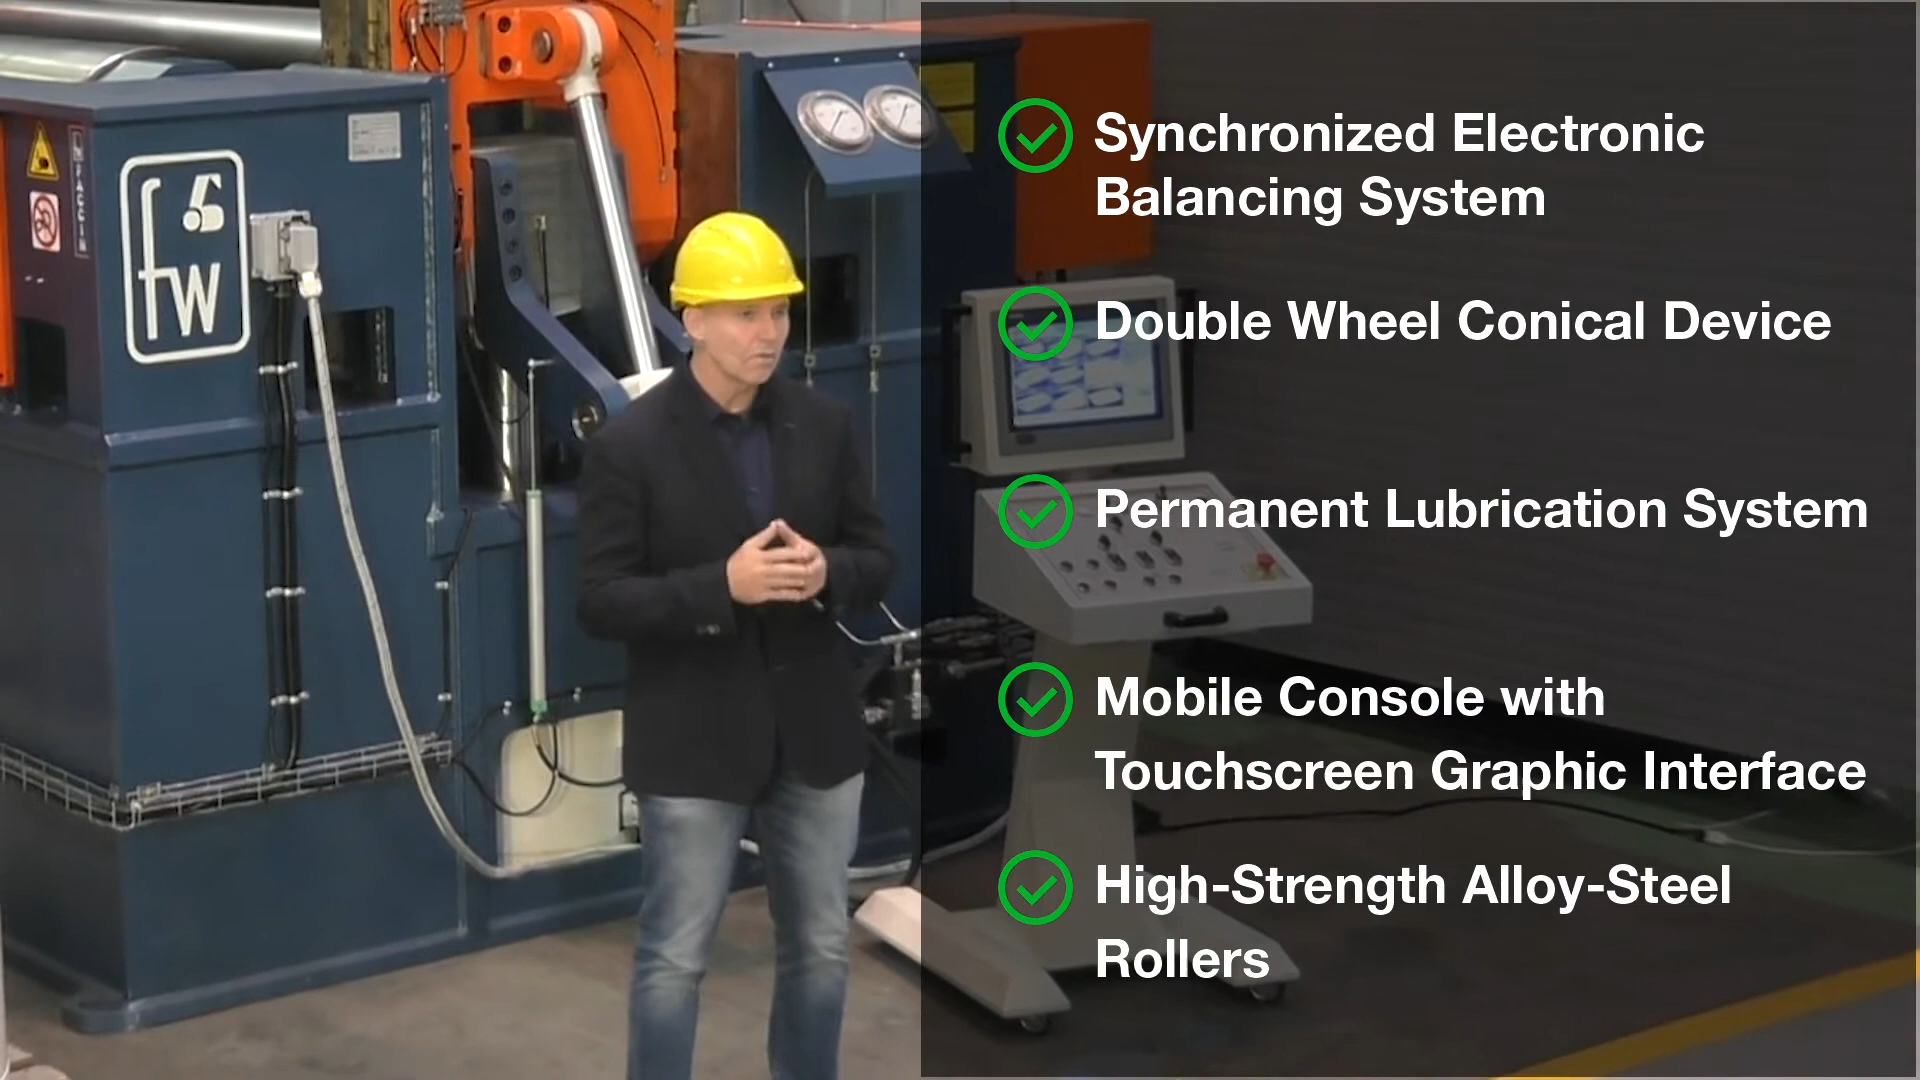 fw
FACCIN
Synchronized Electronic
Balancing System
Double Wheel Conical Device
Permanent Lubrication System
Mobile Console with
Touchscreen Graphic Interface
High-Strength Alloy-Steel
Rollers